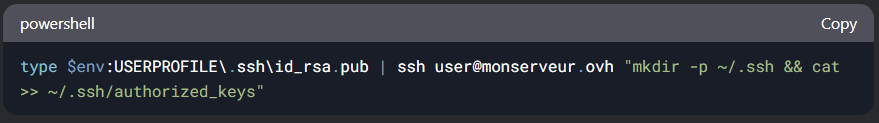 powershell
Copy
type $env:USERPROFILE\.ssh\id_rsa.pub | ssh user@monserveur.ovh "mkdir -p ~/.ssh && cat
>> ~/.ssh/authorized_keys"